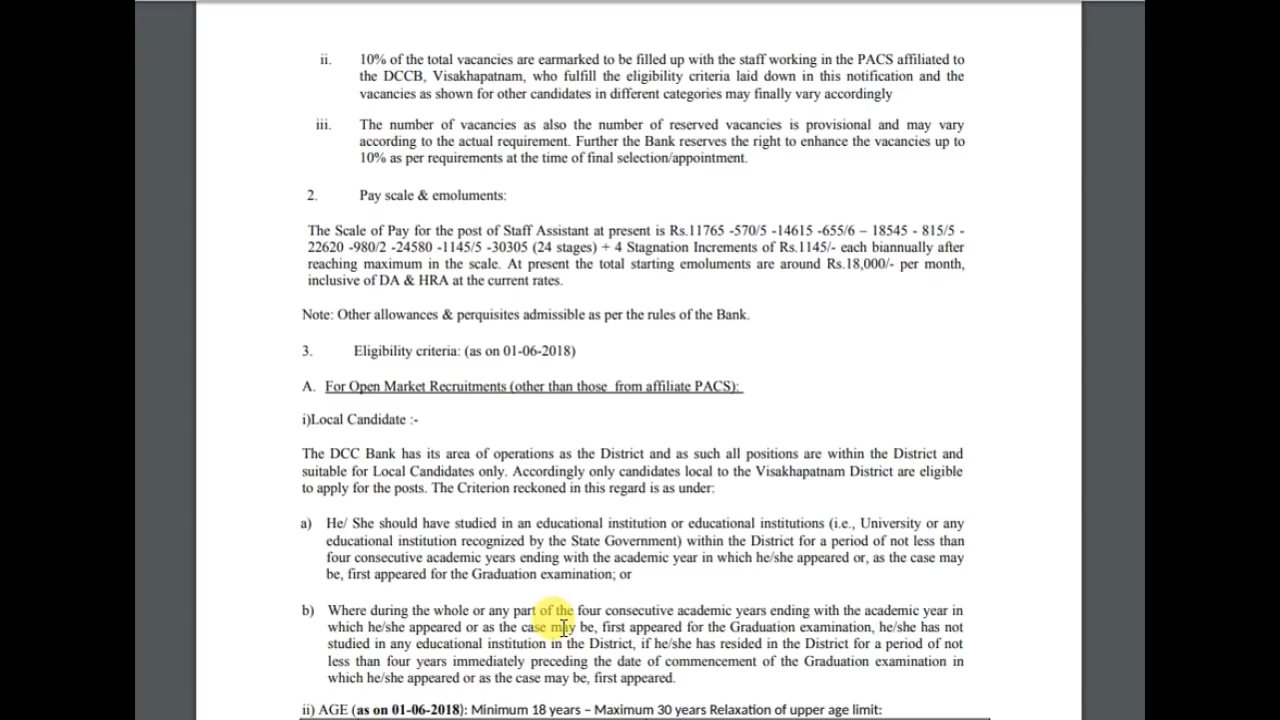 ii. 10% of the total vacancies are earmarked to be filled up with the staff working in the PACS affiliated to
the DCCB, Visakhapatnam, who fulfill the eligibility criteria laid down in this notification and the
vacancies as shown for other candidates in different categories may finally vary accordingly
iii. The number of vacancies as also the number of reserved vacancies is provisional and may vary
according to the actual requirement. Further the Bank reserves the right to enhance the vacancies up to
10% as per requirements at the time of final selection/appointment.
2. Pay scale & emoluments:
The Scale of Pay for the post of Staff Assistant at present is Rs.11765 -570/5 -14615 -655/6 – 18545 - 815/5 -
22620 -980/2 -24580 -1145/5 -30305 (24 stages) + 4 Stagnation Increments of Rs.1145/- each biannually after
reaching maximum in the scale. At present the total starting emoluments are around Rs.18,000/- per month,
inclusive of DA & HRA at the current rates.
Note: Other allowances & perquisites admissible as per the rules of the Bank.
3. Eligibility criteria: (as on 01-06-2018)
A. For Open Market Recruitments (other than those from affiliate PACS):
i)Local Candidate :-
The DCC Bank has its area of operations as the District and as such all positions are within the District and
suitable for Local Candidates only. Accordingly only candidates local to the Visakhapatnam District are eligible
to apply for the posts. The Criterion reckoned in this regard is as under:
a) He/ She should have studied in an educational institution or educational institutions (i.e., University or any
educational institution recognized by the State Government) within the District for a period of not less than
four consecutive academic years ending with the academic year in which he/she appeared or, as the case may
be, first appeared for the Graduation examination; or
b) Where during the whole or any part of the four consecutive academic years ending with the academic year in
which he/she appeared or as the case may be, first appeared for the Graduation examination, he/she has not
studied in any educational institution in the District, if he/she has resided in the District for a period of not
less than four years immediately preceding the date of commencement of the Graduation examination in
which he/she appeared or as the case may be, first appeared.
ii) AGE (as on 01-06-2018): Minimum 18 years – Maximum 30 years Relaxation of upper age limit: